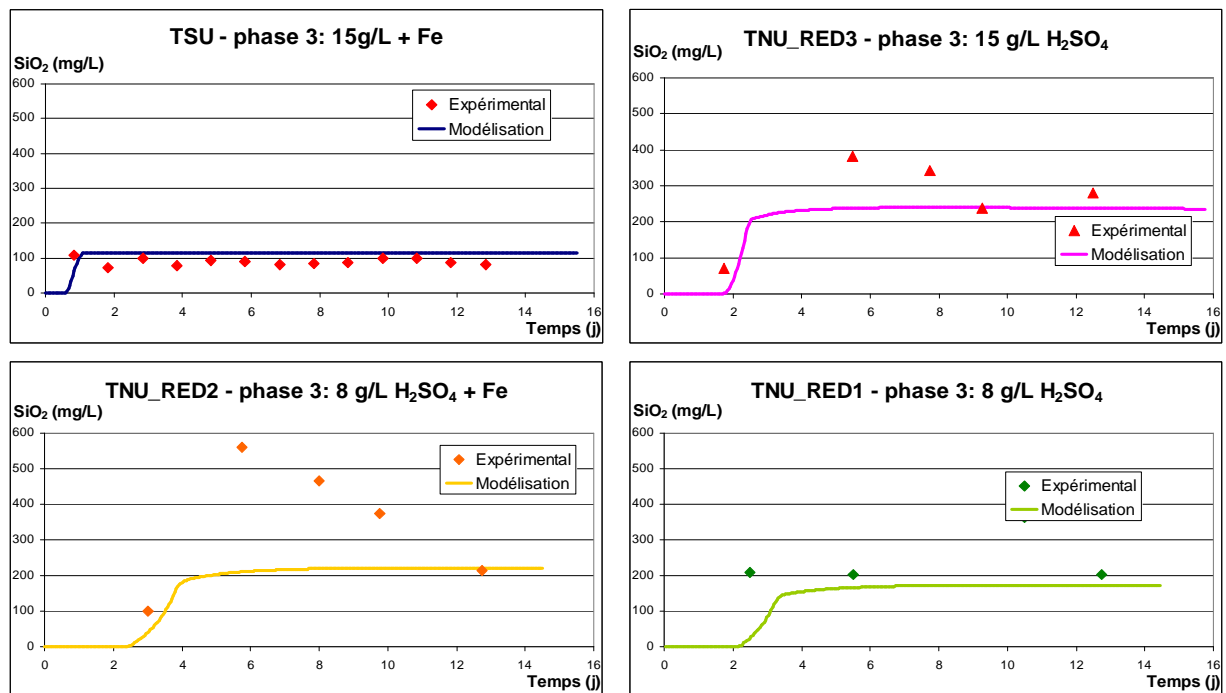 TSU - phase 3: 15g/L + Fe
SiO₂ (mg/L)
600
500
400
300
200
100
0
Expérimental
Modélisation
0 2 4 6 8 10 12 14 16
Temps (j)
TNU_RED3 - phase 3: 15 g/L H₂SO₄
SiO₂ (mg/L)
600
500
400
300
200
100
0
Expérimental
Modélisation
0 2 4 6 8 10 12 14 16
Temps (j)
TNU_RED2 - phase 3: 8 g/L H₂SO₄ + Fe
SiO₂ (mg/L)
600
500
400
300
200
100
0
Expérimental
Modélisation
0 2 4 6 8 10 12 14 16
Temps (j)
TNU_RED1 - phase 3: 8 g/L H₂SO₄
SiO₂ (mg/L)
600
500
400
300
200
100
0
Expérimental
Modélisation
0 2 4 6 8 10 12 14 16
Temps (j)